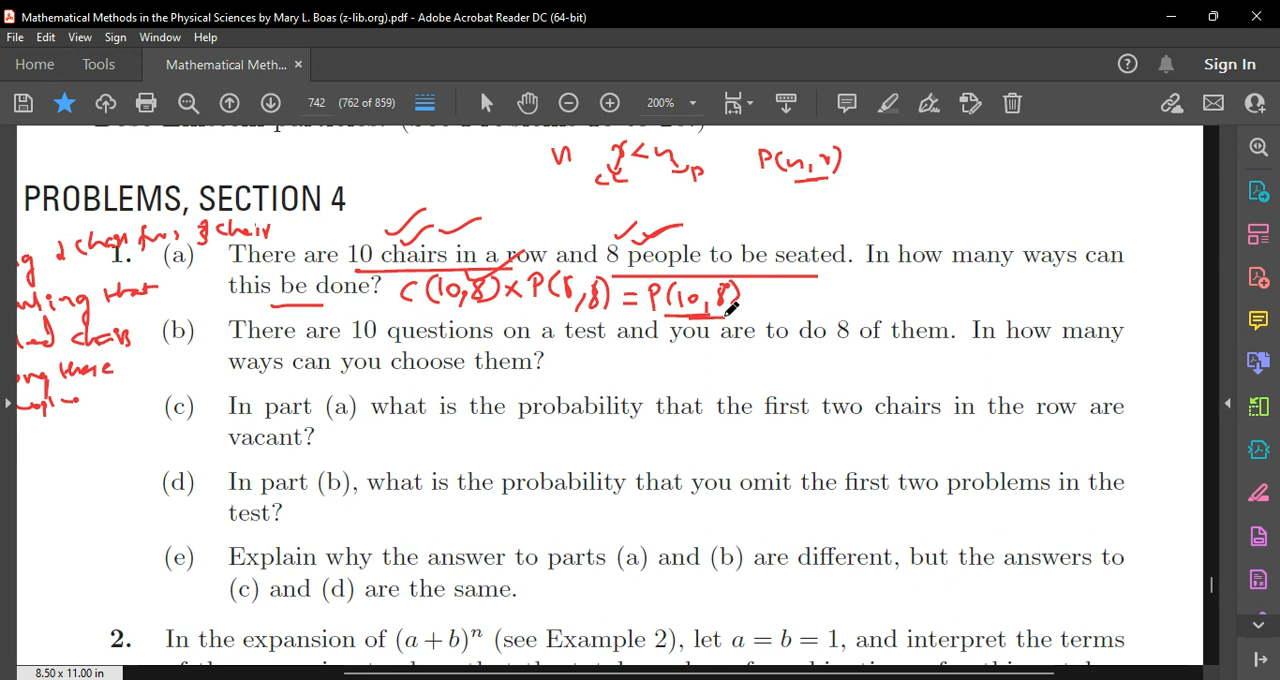 Mathematical Methods in the Physical Sciences by Mary L. Boas (z-lib.org).pdf - Adobe Acrobat Reader DC (64-bit)
File Edit View Sign Window Help
Home Tools Mathematical Meth... × Sign In
742 (762 of 859) 200%
n r < n P(n, r)
PROBLEMS, SECTION 4
1. (a) There are 10 chairs in a row and 8 people to be seated. In how many ways can
this be done? C(10,8) × P(8,8) = P(10,8)
(b) There are 10 questions on a test and you are to do 8 of them. In how many
ways can you choose them?
(c) In part (a) what is the probability that the first two chairs in the row are
vacant?
(d) In part (b), what is the probability that you omit the first two problems in the
test?
(e) Explain why the answer to parts (a) and (b) are different, but the answers to
(c) and (d) are the same.
2. In the expansion of (a + b)ⁿ (see Example 2), let a = b = 1, and interpret the terms
8.50 x 11.00 in